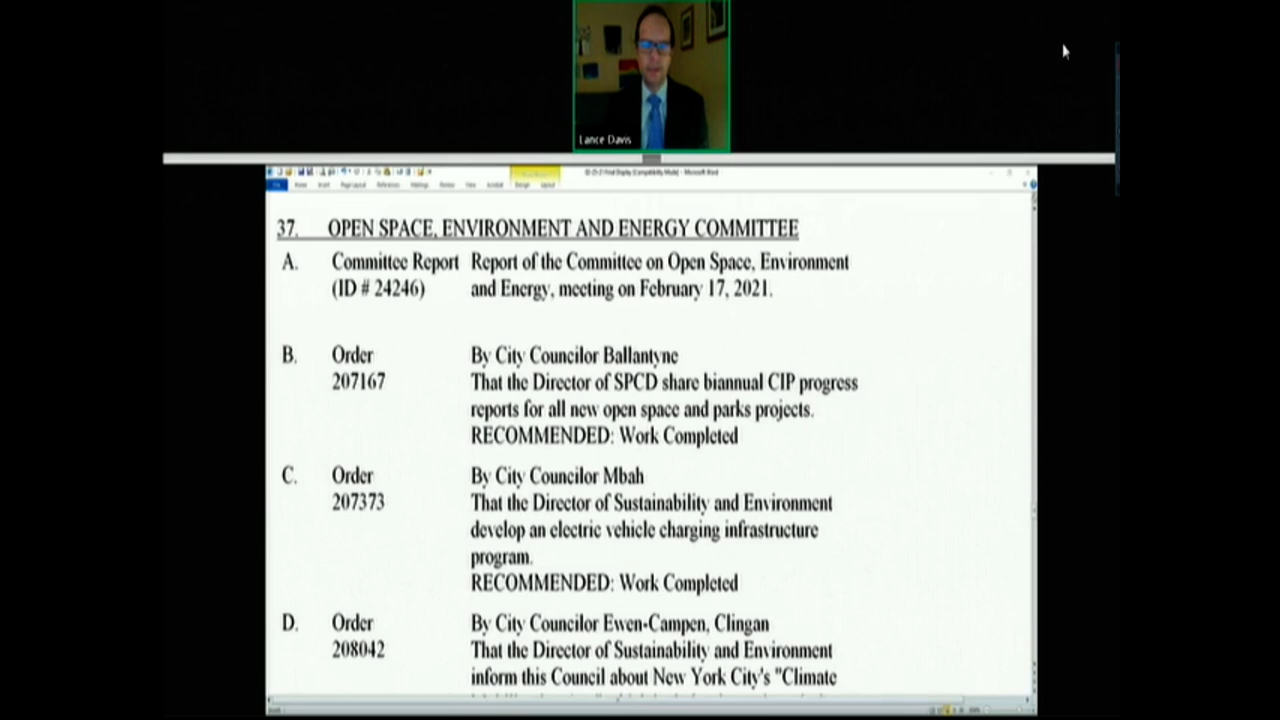 Lance Davis
37. OPEN SPACE, ENVIRONMENT AND ENERGY COMMITTEE
A. Committee Report Report of the Committee on Open Space, Environment
(ID # 24246) and Energy, meeting on February 17, 2021.
B. Order By City Councilor Ballantyne
207167 That the Director of SPCD share biannual CIP progress
reports for all new open space and parks projects.
RECOMMENDED: Work Completed
C. Order By City Councilor Mbah
207373 That the Director of Sustainability and Environment
develop an electric vehicle charging infrastructure
program.
RECOMMENDED: Work Completed
D. Order By City Councilor Ewen-Campen, Clingan
208042 That the Director of Sustainability and Environment
inform this Council about New York City's "Climate